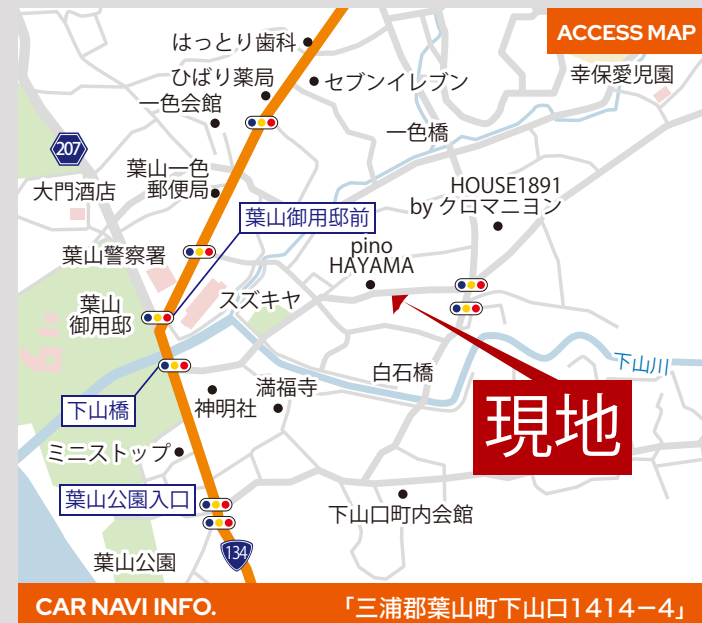 ACCESS MAP
はっとり歯科
ひばり薬局
セブンイレブン
幸保愛児園
一色会館
一色橋
207
葉山一色
郵便局
大門酒店
HOUSE1891
by クロマニヨン
葉山御用邸前
pino
HAYAMA
葉山警察署
スズキヤ
葉山
御用邸
下山川
白石橋
現地
下山橋
神明社
満福寺
ミニストップ
葉山公園入口
下山口町内会館
134
葉山公園
CAR NAVI INFO.
「三浦郡葉山町下山口1414−4」